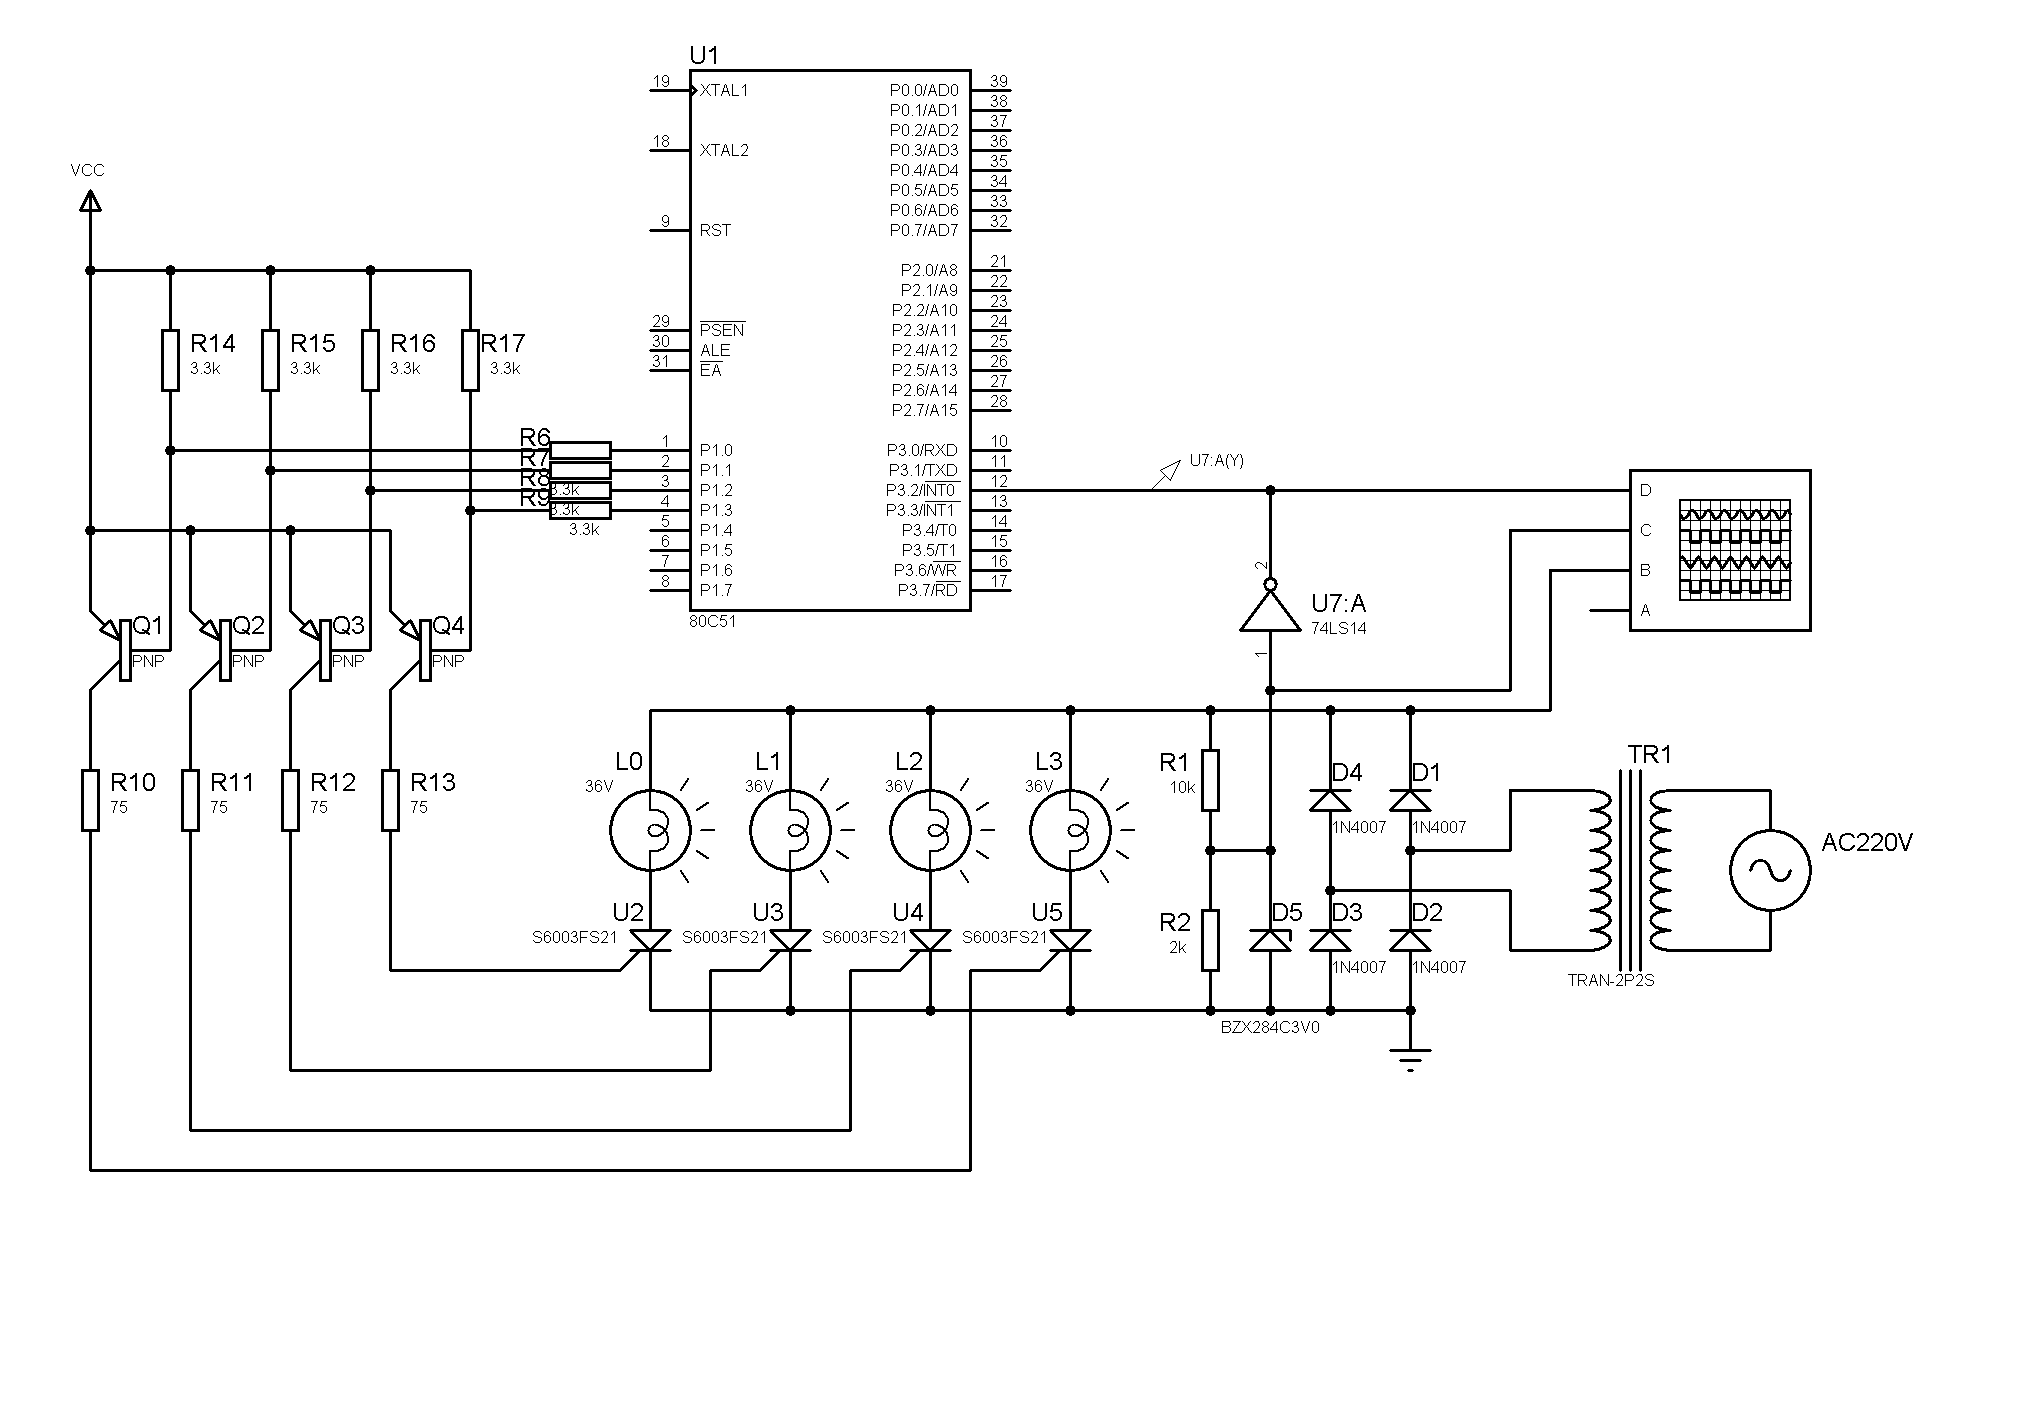 U1
19 XTAL1 P0.0/AD0 39
P0.1/AD1 38
P0.2/AD2 37
18 XTAL2 P0.3/AD3 36
P0.4/AD4 35
P0.5/AD5 34
P0.6/AD6 33
9 RST P0.7/AD7 32
P2.0/A8 21
P2.1/A9 22
P2.2/A10 23
29 PSEN P2.3/A11 24
30 ALE P2.4/A12 25
31 EA P2.5/A13 26
P2.6/A14 27
P2.7/A15 28
1 P1.0 P3.0/RXD 10
2 P1.1 P3.1/TXD 11
3 P1.2 P3.2/INT0 12
4 P1.3 P3.3/INT1 13
5 P1.4 P3.4/T0 14
6 P1.5 P3.5/T1 15
7 P1.6 P3.6/WR 16
8 P1.7 P3.7/RD 17
80C51
VCC
R14 R15 R16 R17
3.3k 3.3k 3.3k 3.3k
R6
R7
R8
3.3k
R9
3.3k
3.3k
U7:A(Y)
D
C
B
A
Q1 Q2 Q3 Q4
PNP PNP PNP PNP
2
U7:A
74LS14
1
R10 R11 R12 R13
75 75 75 75
L0 L1 L2 L3
36V 36V 36V 36V
R1
10k
D4 D1
1N4007 1N4007
TR1
TRAN-2P2S
AC220V
U2 U3 U4 U5
S6003FS21 S6003FS21 S6003FS21 S6003FS21
R2
2k
D5 D3 D2
1N4007 1N4007
BZX284C3V0